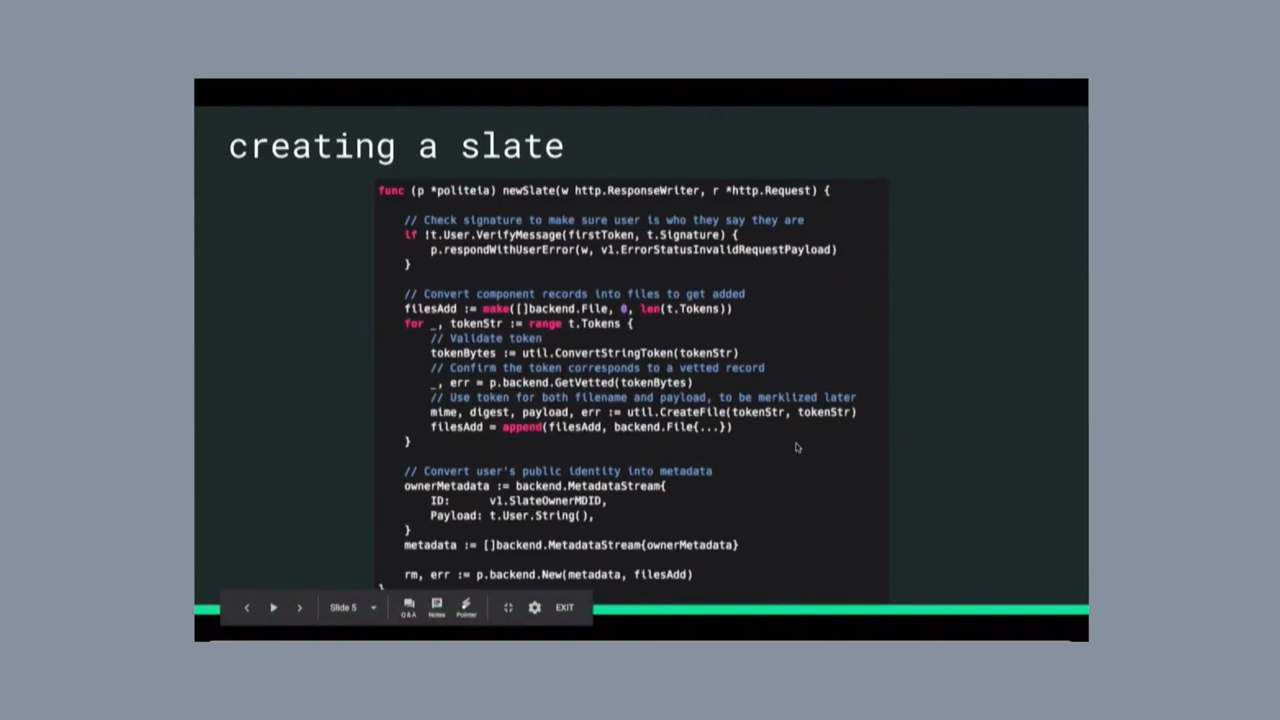 creating a slate
func (p *politeia) newSlate(w http.ResponseWriter, r *http.Request) {
// Check signature to make sure user is who they say they are
if !t.User.VerifyMessage(firstToken, t.Signature) {
p.respondWithUserError(w, v1.ErrorStatusInvalidRequestPayload)
}
// Convert component records into files to get added
filesAdd := make([]backend.File, 0, len(t.Tokens))
for _, tokenStr := range t.Tokens {
// Validate token
tokenBytes := util.ConvertStringToken(tokenStr)
// Confirm the token corresponds to a vetted record
_, err = p.backend.GetVetted(tokenBytes)
// Use token for both filename and payload, to be merklized later
mime, digest, payload, err := util.CreateFile(tokenStr, tokenStr)
filesAdd = append(filesAdd, backend.File{...})
}
// Convert user's public identity into metadata
ownerMetadata := backend.MetadataStream{
ID: v1.SlateOwnerMDID,
Payload: t.User.String(),
}
metadata := []backend.MetadataStream{ownerMetadata}
rm, err := p.backend.New(metadata, filesAdd)
}
Slide 5 Q&A Notes Pointer EXIT